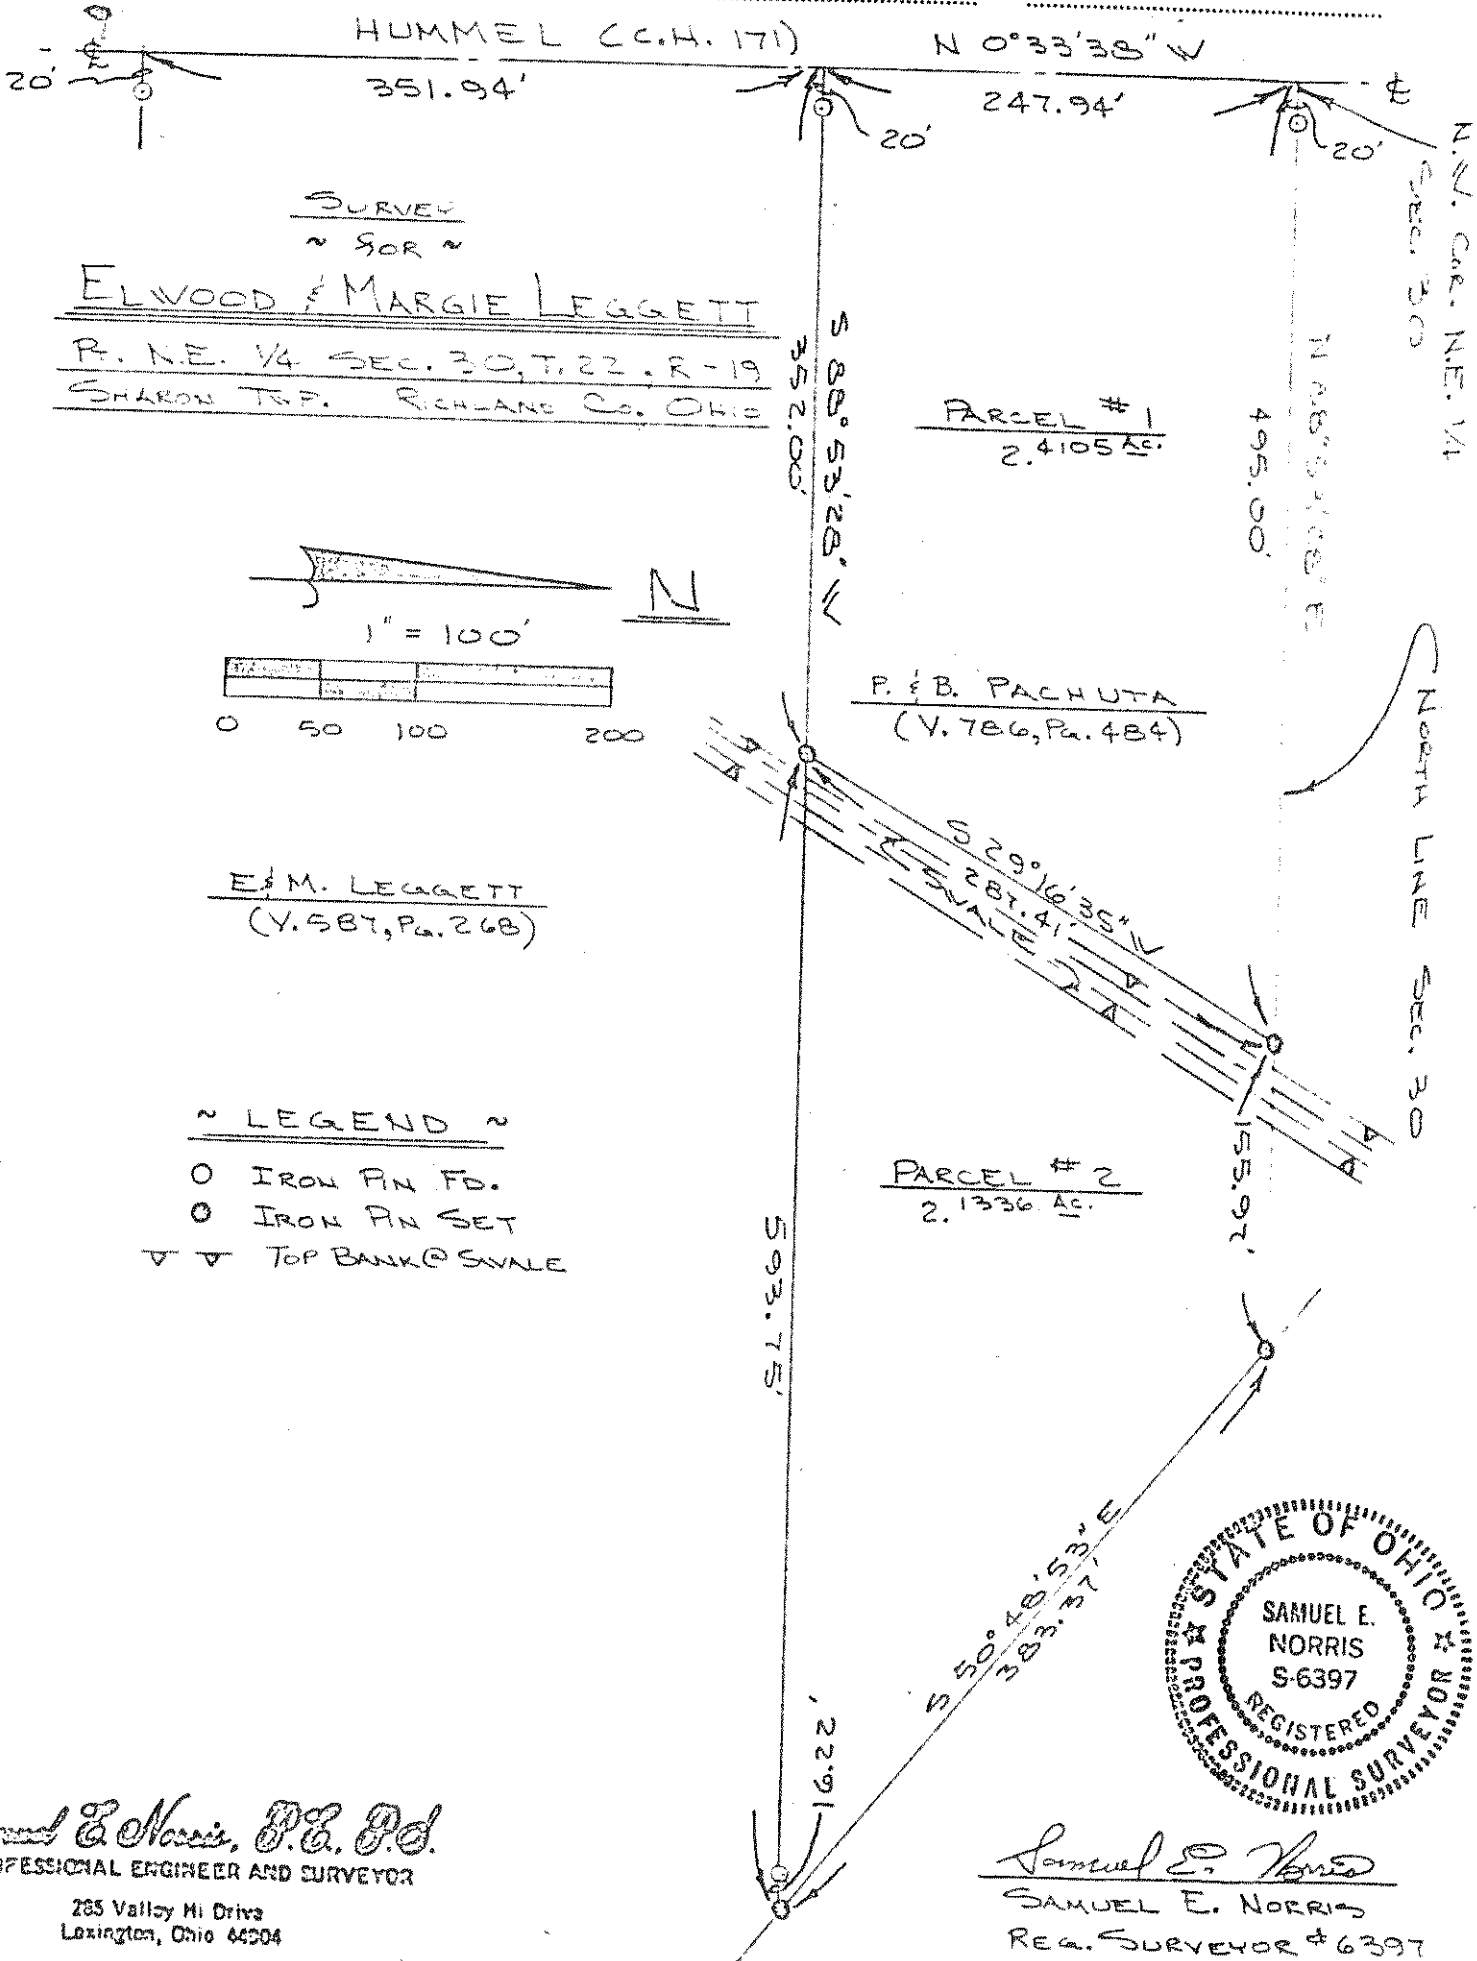 HUMMEL (C.H. 171)
N 0°33'38" W
20'
351.94'
247.94'
20'
20'
N.W. COR. N.E. 1/4
SEC. 30
SURVEY
~ FOR ~
ELWOOD & MARGIE LEGGETT
PT. N.E. 1/4 SEC. 30, T. 22, R-19
SHARON TWP. RICHLAND CO. OHIO
S 88° 53' 28" W
352.00'
PARCEL # 1
2.4105 AC.
495.00'
N
1" = 100'
0 50 100 200
P. & B. PACHUTA
(V. 786, PG. 484)
NORTH LINE SEC. 30
S 29° 16' 35" W
287.41'
SWALE
E & M. LEGGETT
(V. 587, PG. 268)
155.97'
~ LEGEND ~
IRON PIN FD.
IRON PIN SET
TOP BANK @ SWALE
PARCEL # 2
2.1336 AC.
593.75'
S 50° 48' 53" E
383.37'
16.22'
STATE OF OHIO
SAMUEL E.
NORRIS
S-6397
REGISTERED
PROFESSIONAL SURVEYOR
E. Norris, P.E. P.S.
PROFESSIONAL ENGINEER AND SURVEYOR
285 Valley Hi Drive
Lexington, Ohio 44904
Samuel E. Norris
SAMUEL E. NORRIS
REG. SURVEYOR # 6397